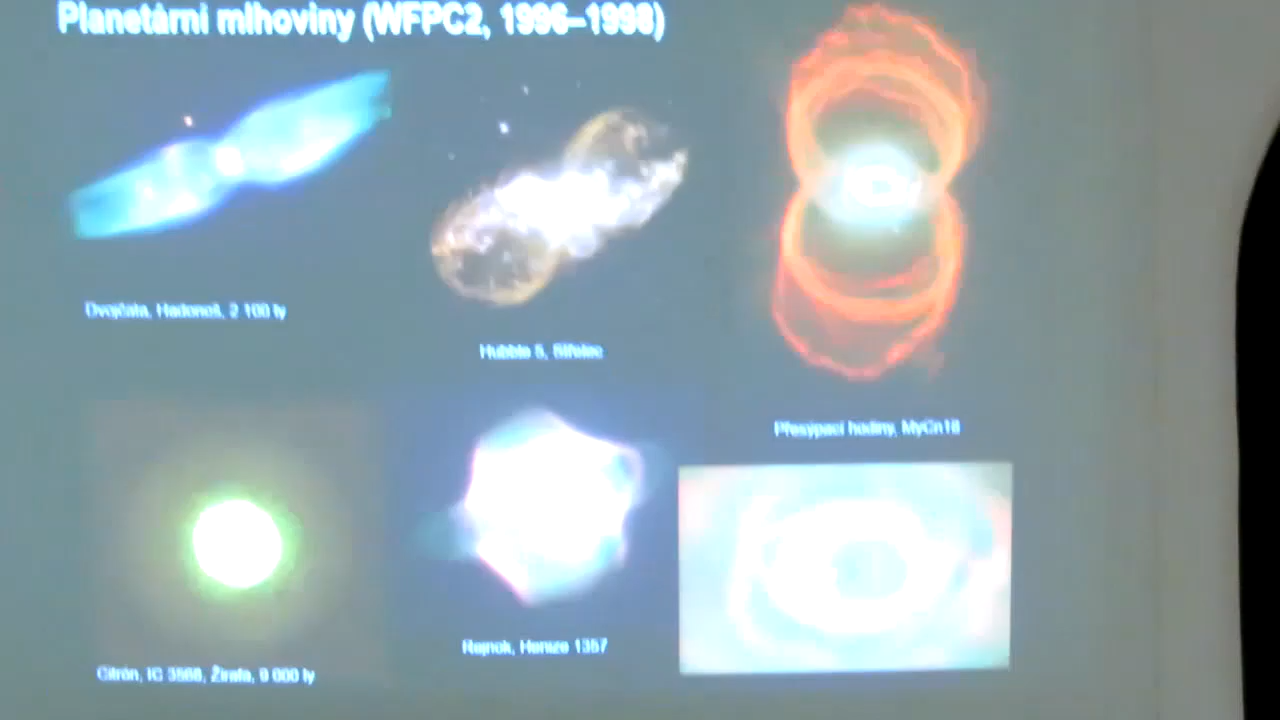 Planetární mlhoviny (WFPC2, 1996–1998)
Dvojčata, Hadonoš, 2 100 ly
Hubble 5, Střelec
Přesýpací hodiny, MyCn18
Citrón, IC 3568, Žirafa, 9 000 ly
Rejnok, Henize 1357